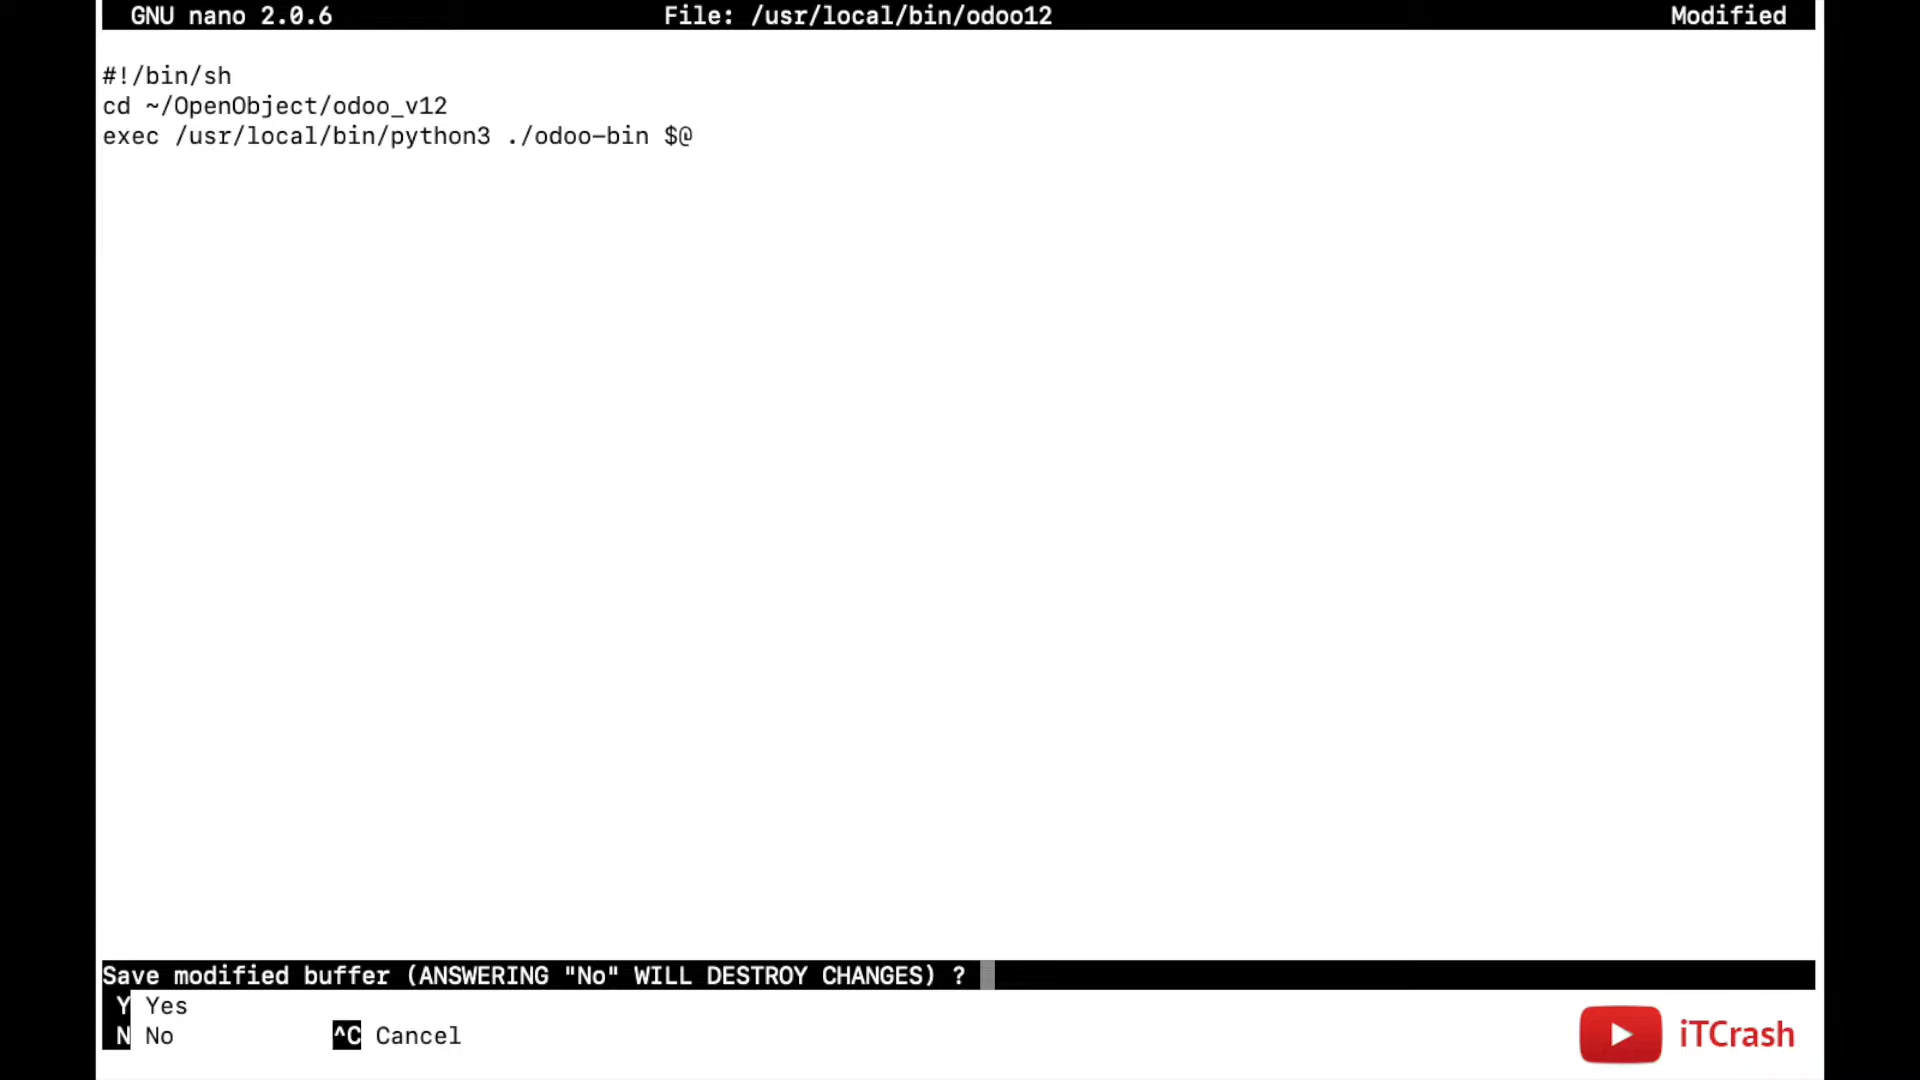 GNU nano 2.0.6 File: /usr/local/bin/odoo12 Modified
#!/bin/sh
cd ~/OpenObject/odoo_v12
exec /usr/local/bin/python3 ./odoo-bin $@
Save modified buffer (ANSWERING "No" WILL DESTROY CHANGES) ?
Y Yes
N No ^C Cancel
iTCrash